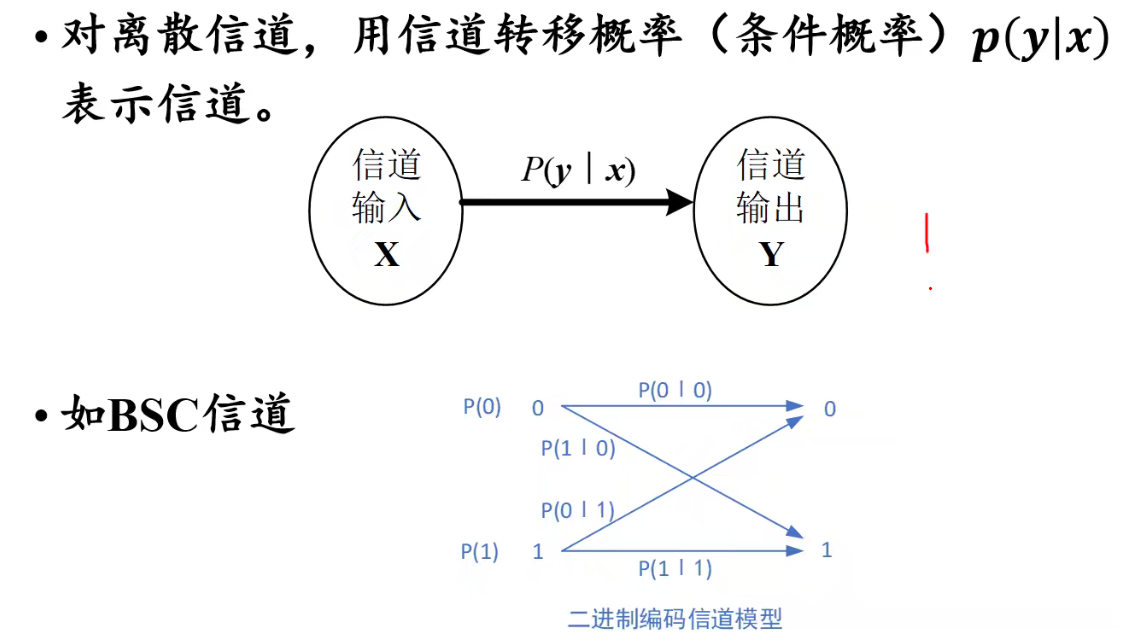 • 对离散信道，用信道转移概率（条件概率）p(y|x)
表示信道。
信道
输入
X
P(y | x)
信道
输出
Y
• 如BSC信道
P(0) 0
P(0 | 0)
0
P(1 | 0)
P(0 | 1)
P(1) 1
P(1 | 1)
1
二进制编码信道模型